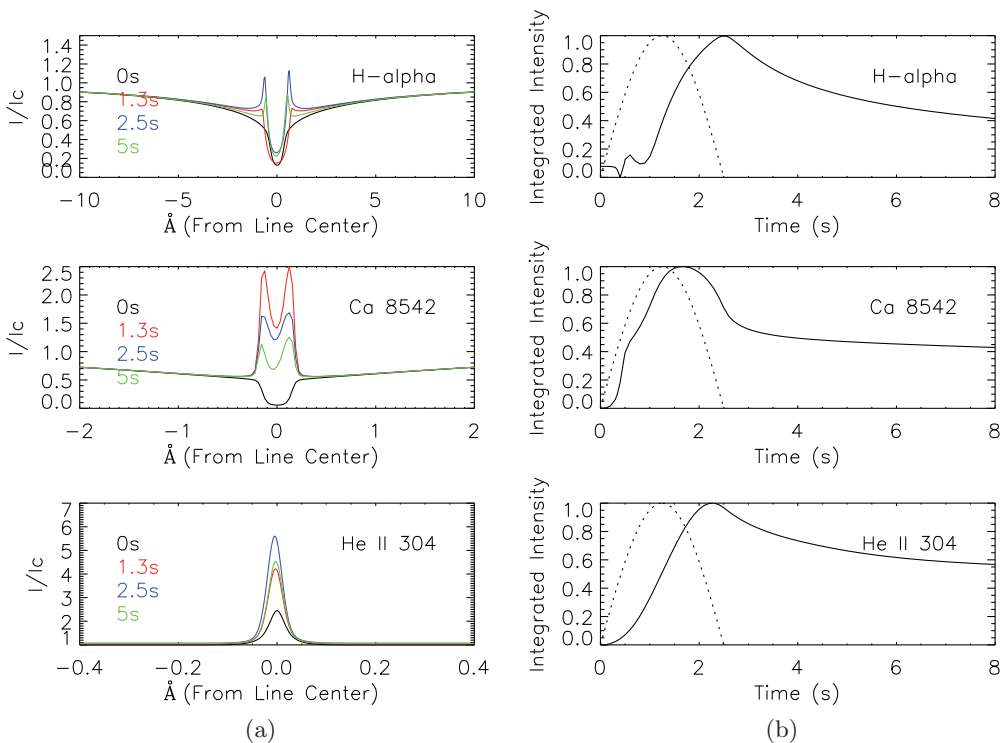 1.4
1.2
1.0
0.8
0.6
0.4
0.2
0.0
I/Ic
0s
1.3s
2.5s
5s
H-alpha
−10
−5
0
5
10
Å (From Line Center)
1.0
0.8
0.6
0.4
0.2
0.0
Integrated Intensity
H-alpha
0
2
4
6
8
Time (s)
2.5
2.0
1.5
1.0
0.5
0.0
I/Ic
0s
1.3s
2.5s
5s
Ca 8542
−2
−1
0
1
2
Å (From Line Center)
1.0
0.8
0.6
0.4
0.2
0.0
Integrated Intensity
Ca 8542
0
2
4
6
8
Time (s)
7
6
5
4
3
2
1
I/Ic
0s
1.3s
2.5s
5s
He II 304
−0.4
−0.2
0.0
0.2
0.4
Å (From Line Center)
1.0
0.8
0.6
0.4
0.2
0.0
Integrated Intensity
He II 304
0
2
4
6
8
Time (s)
(a)
(b)